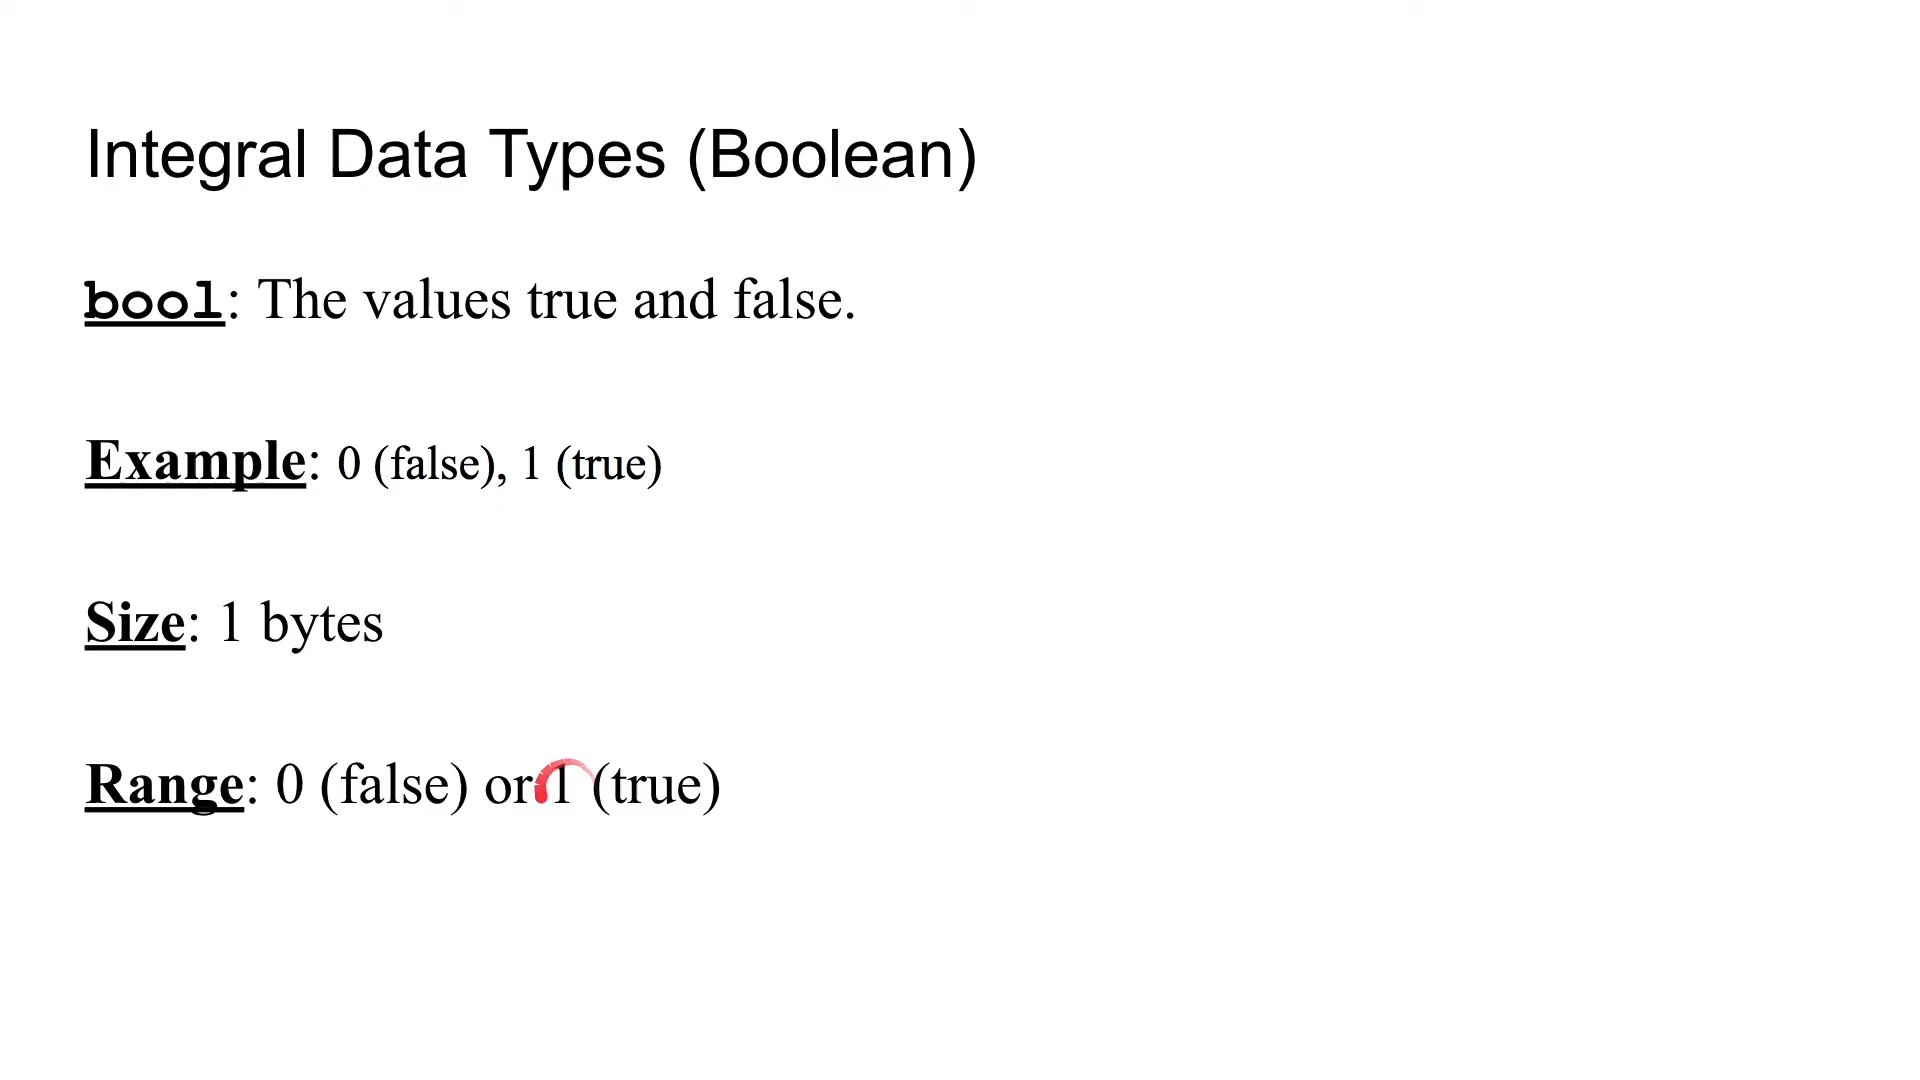 Integral Data Types (Boolean)
bool: The values true and false.
Example: 0 (false), 1 (true)
Size: 1 bytes
Range: 0 (false) or 1 (true)